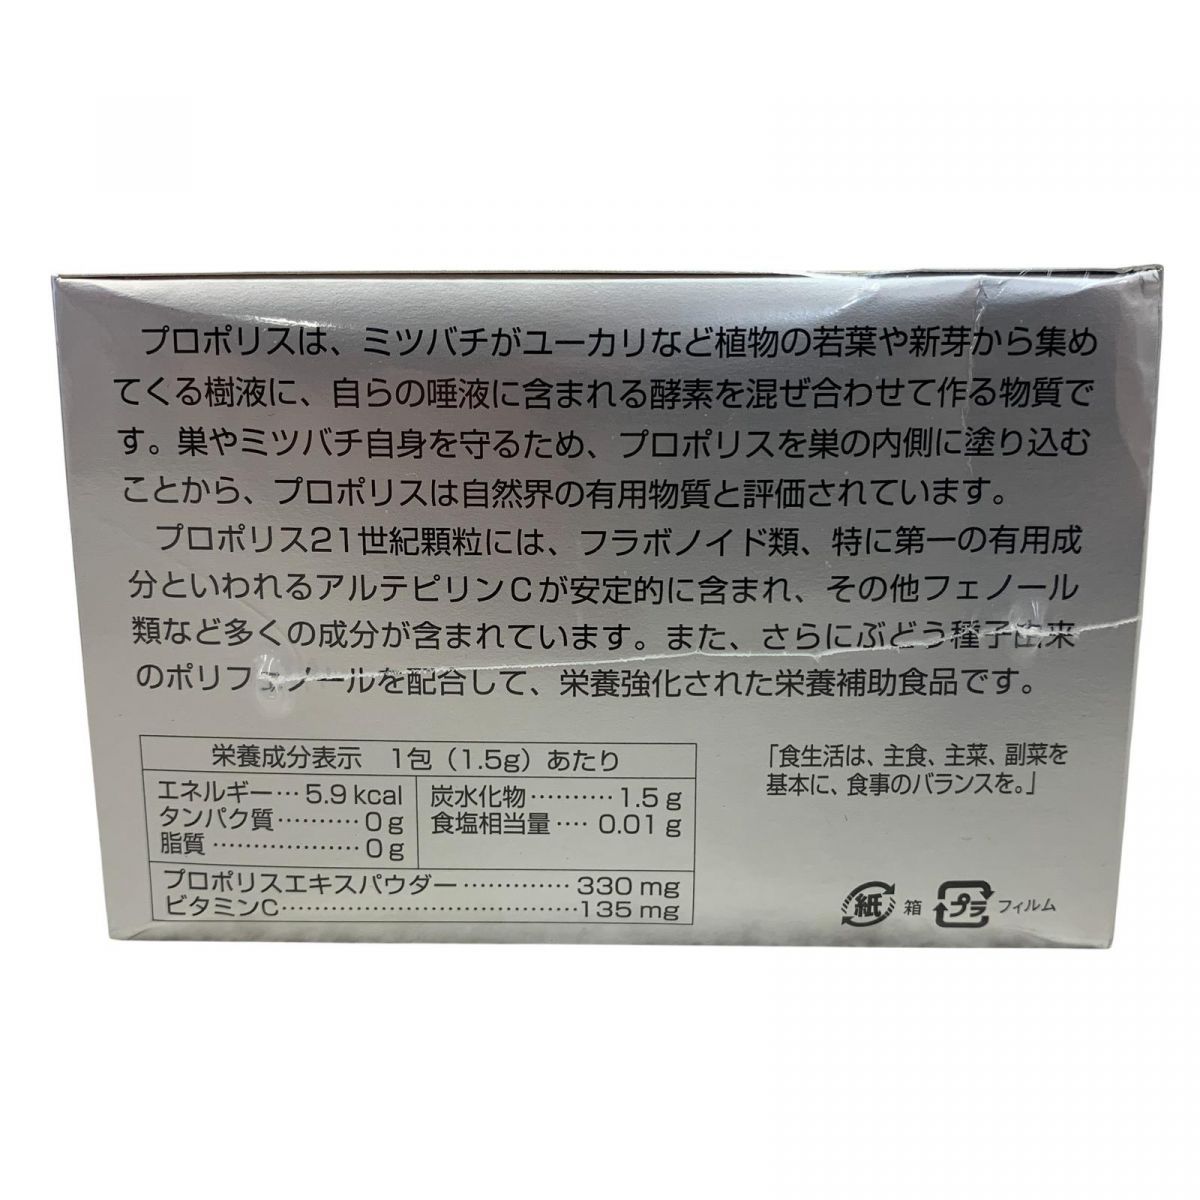 プロポリスは、ミツバチがユーカリなど植物の若葉や新芽から集め
てくる樹液に、自らの唾液に含まれる酵素を混ぜ合わせて作る物質で
す。巣やミツバチ自身を守るため、プロポリスを巣の内側に塗り込む
ことから、プロポリスは自然界の有用物質と評価されています。
プロポリス21世紀顆粒には、フラボノイド類、特に第一の有用成
分といわれるアルテピリンCが安定的に含まれ、その他フェノール
類など多くの成分が含まれています。また、さらにぶどう種子由来
のポリフェノールを配合して、栄養強化された栄養補助食品です。
栄養成分表示 1包(1.5g)あたり
エネルギー…5.9kcal
タンパク質………0g
脂質………………0g
炭水化物………1.5g
食塩相当量…0.01g
プロポリスエキスパウダー…………330mg
ビタミンC………………………………135mg
「食生活は、主食、主菜、副菜を
基本に、食事のバランスを。」
紙 箱 プラ フィルム